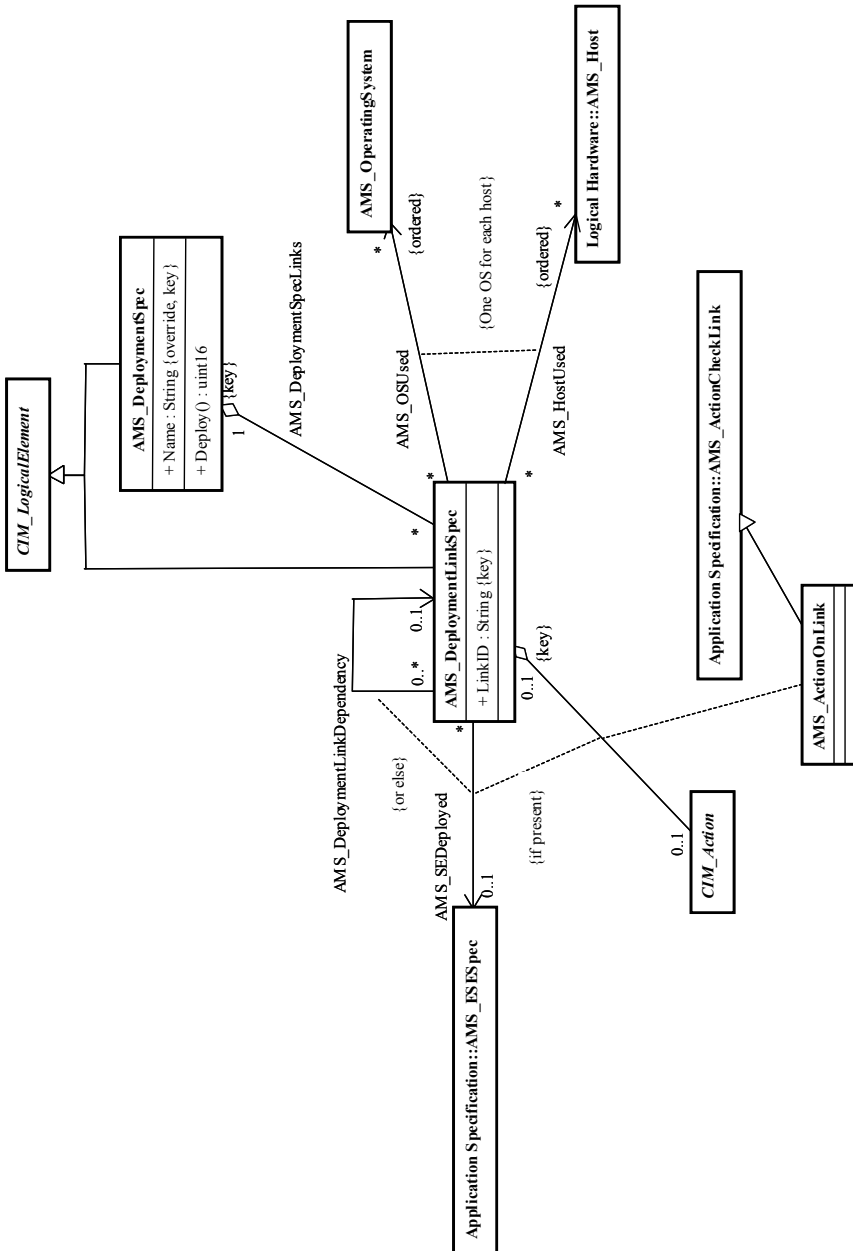 CIM_LogicalElement
AMS_DeploymentSpec
+ Name : String {override, key}
+ Deploy() : uint16
{key}
1
AMS_DeploymentSpecLinks
*
AMS_OperatingSystem
*
{ordered}
AMS_OSUsed
*
{One OS for each host}
Logical Hardware::AMS_Host
*
{ordered}
AMS_HostUsed
*
AMS_DeploymentLinkDependency
0..*
0..1
AMS_DeploymentLinkSpec
+ LinkID : String {key}
{key}
0..1
*
{or else}
AMS_SEDeployed
0..1
{if present}
Application Specification::AMS_ESESpec
0..1
CIM_Action
Application Specification::AMS_ActionCheckLink
AMS_ActionOnLink